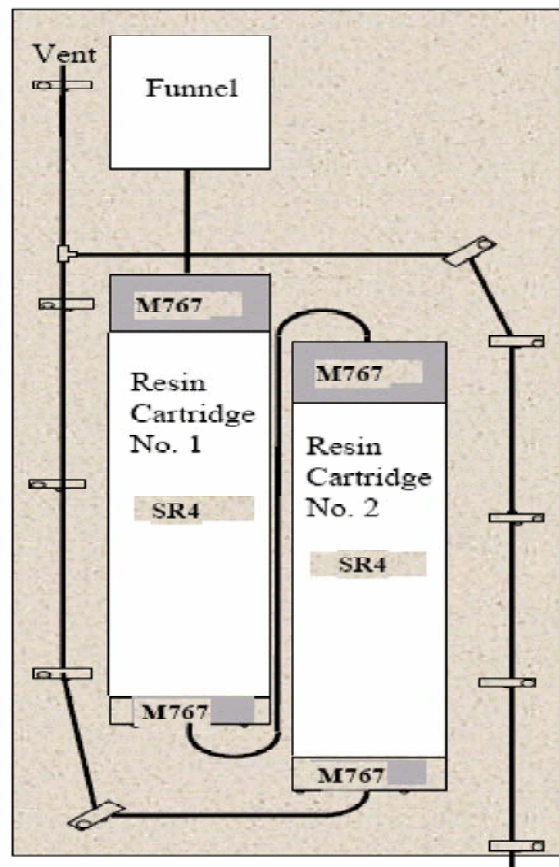 Vent
Funnel
M767
Resin
Cartridge
No. 1
SR4
M767
M767
Resin
Cartridge
No. 2
SR4
M767